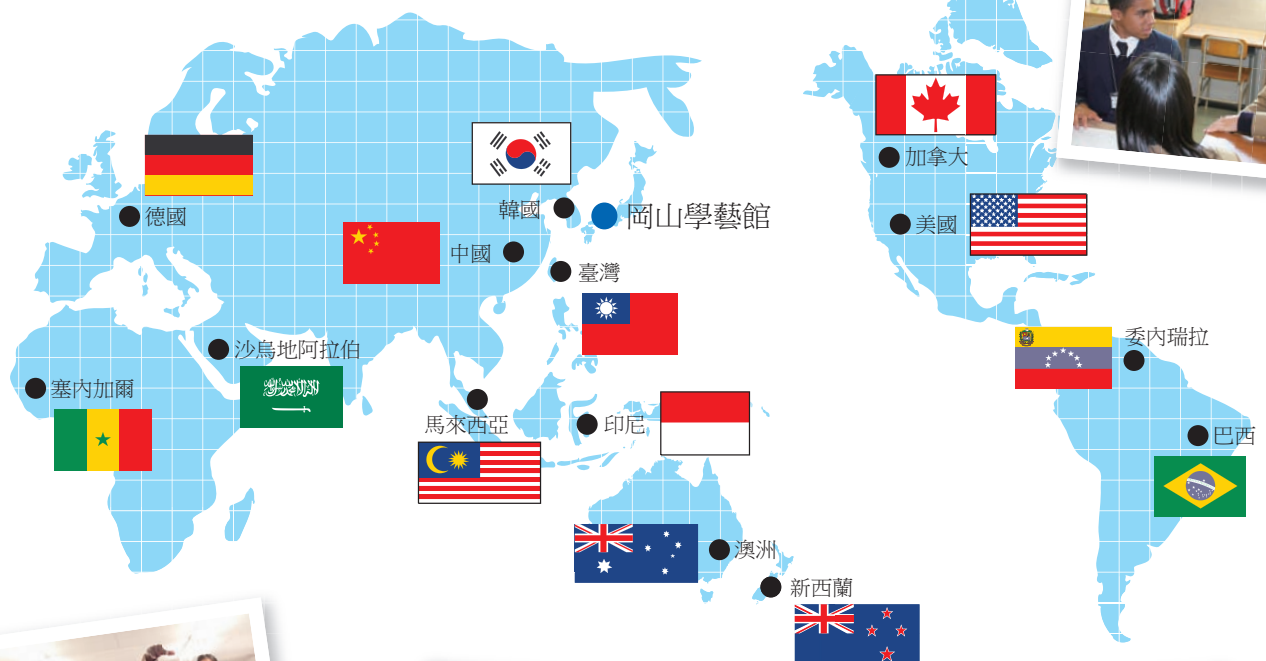 加拿大
德國
韓國
岡山學藝館
美國
中國
臺灣
沙烏地阿拉伯
委內瑞拉
塞內加爾
馬來西亞
印尼
巴西
澳洲
新西蘭